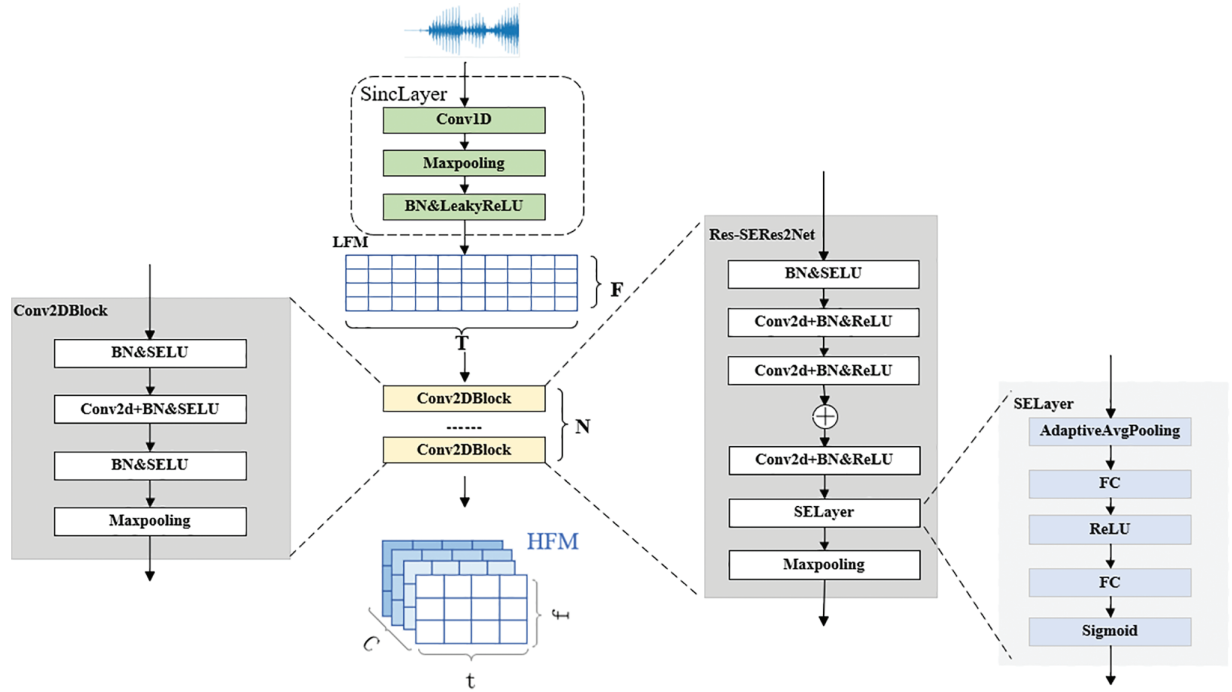 SincLayer
Conv1D
Maxpooling
BN&LeakyReLU
LFM
F
T
Conv2DBlock
------
Conv2DBlock
N
HFM
C
f
t
Conv2DBlock
BN&SELU
Conv2d+BN&SELU
BN&SELU
Maxpooling
Res-SERes2Net
BN&SELU
Conv2d+BN&ReLU
Conv2d+BN&ReLU
+
Conv2d+BN&ReLU
SELayer
Maxpooling
SELayer
AdaptiveAvgPooling
FC
ReLU
FC
Sigmoid